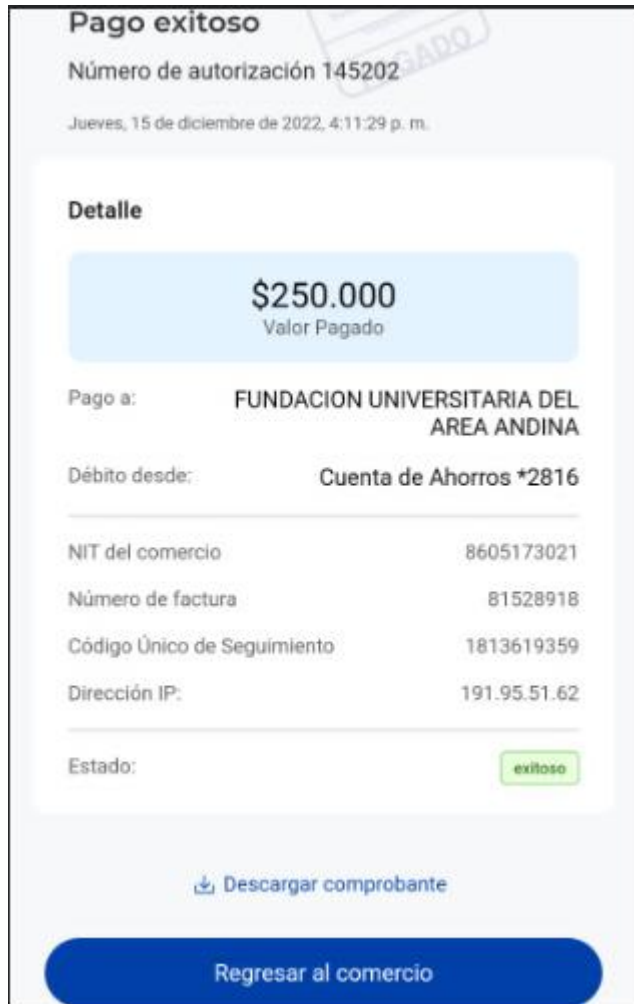 Pago exitoso
PAGADO
Número de autorización 145202
Jueves, 15 de diciembre de 2022, 4:11:29 p. m.
Detalle
$250.000
Valor Pagado
Pago a: FUNDACION UNIVERSITARIA DEL
AREA ANDINA
Débito desde: Cuenta de Ahorros *2816
NIT del comercio 8605173021
Número de factura 81528918
Código Único de Seguimiento 1813619359
Dirección IP: 191.95.51.62
Estado: exitoso
Descargar comprobante
Regresar al comercio